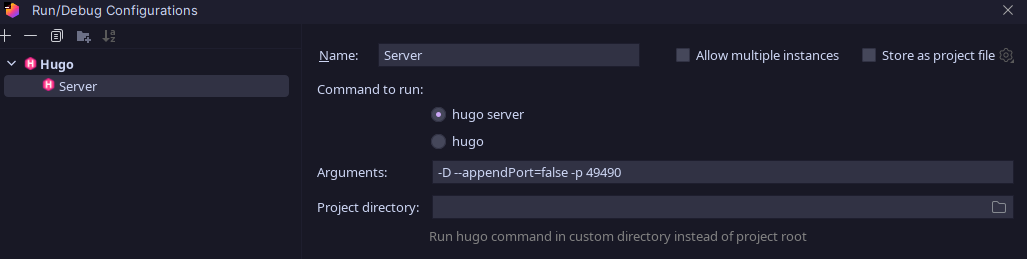 Run/Debug Configurations
Hugo
Server
Name: Server
Allow multiple instances
Store as project file
Command to run:
hugo server
hugo
Arguments: -D --appendPort=false -p 49490
Project directory:
Run hugo command in custom directory instead of project root